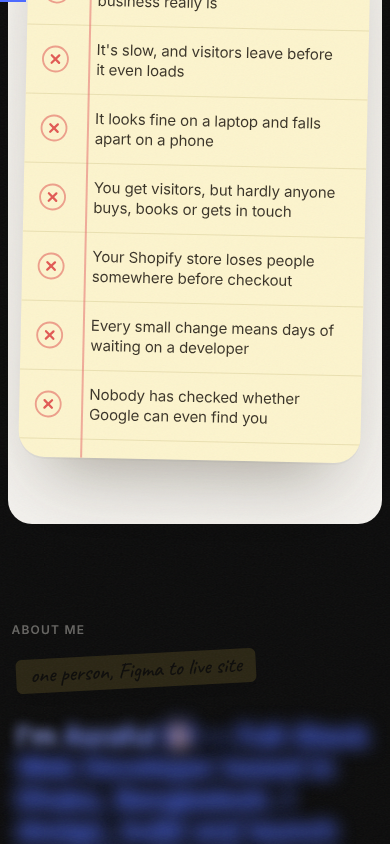 business really is
It's slow, and visitors leave before
it even loads
It looks fine on a laptop and falls
apart on a phone
You get visitors, but hardly anyone
buys, books or gets in touch
Your Shopify store loses people
somewhere before checkout
Every small change means days of
waiting on a developer
Nobody has checked whether
Google can even find you
ABOUT ME
one person, Figma to live site